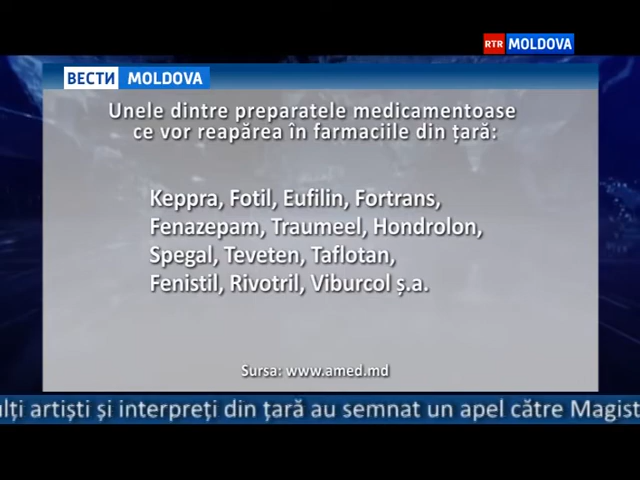 RTR MOLDOVA
ВЕСТИ MOLDOVA
Unele dintre preparatele medicamentoase
ce vor reapărea în farmaciile din țară:
Keppra, Fotil, Eufilin, Fortrans,
Fenazepam, Traumeel, Hondrolon,
Spegal, Teveten, Taflotan,
Fenistil, Rivotril, Viburcol ș.a.
Sursa: www.amed.md
ulți artiști și interpreți din țară au semnat un apel către Magist